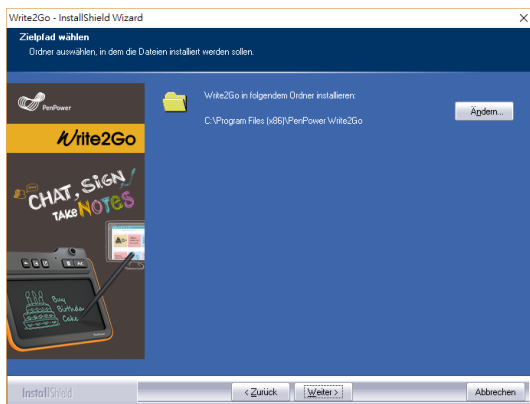 Write2Go - InstallShield Wizard
Zielpfad wählen
Ordner auswählen, in dem die Dateien installiert werden sollen.
PenPower
Write2Go
CHAT, SIGN
TAKE NOTES
Buy
Birthday
Cake
Write2Go in folgendem Ordner installieren:
C:\Program Files (x86)\PenPower Write2Go
Ändern...
InstallShield
< Zurück
Weiter >
Abbrechen